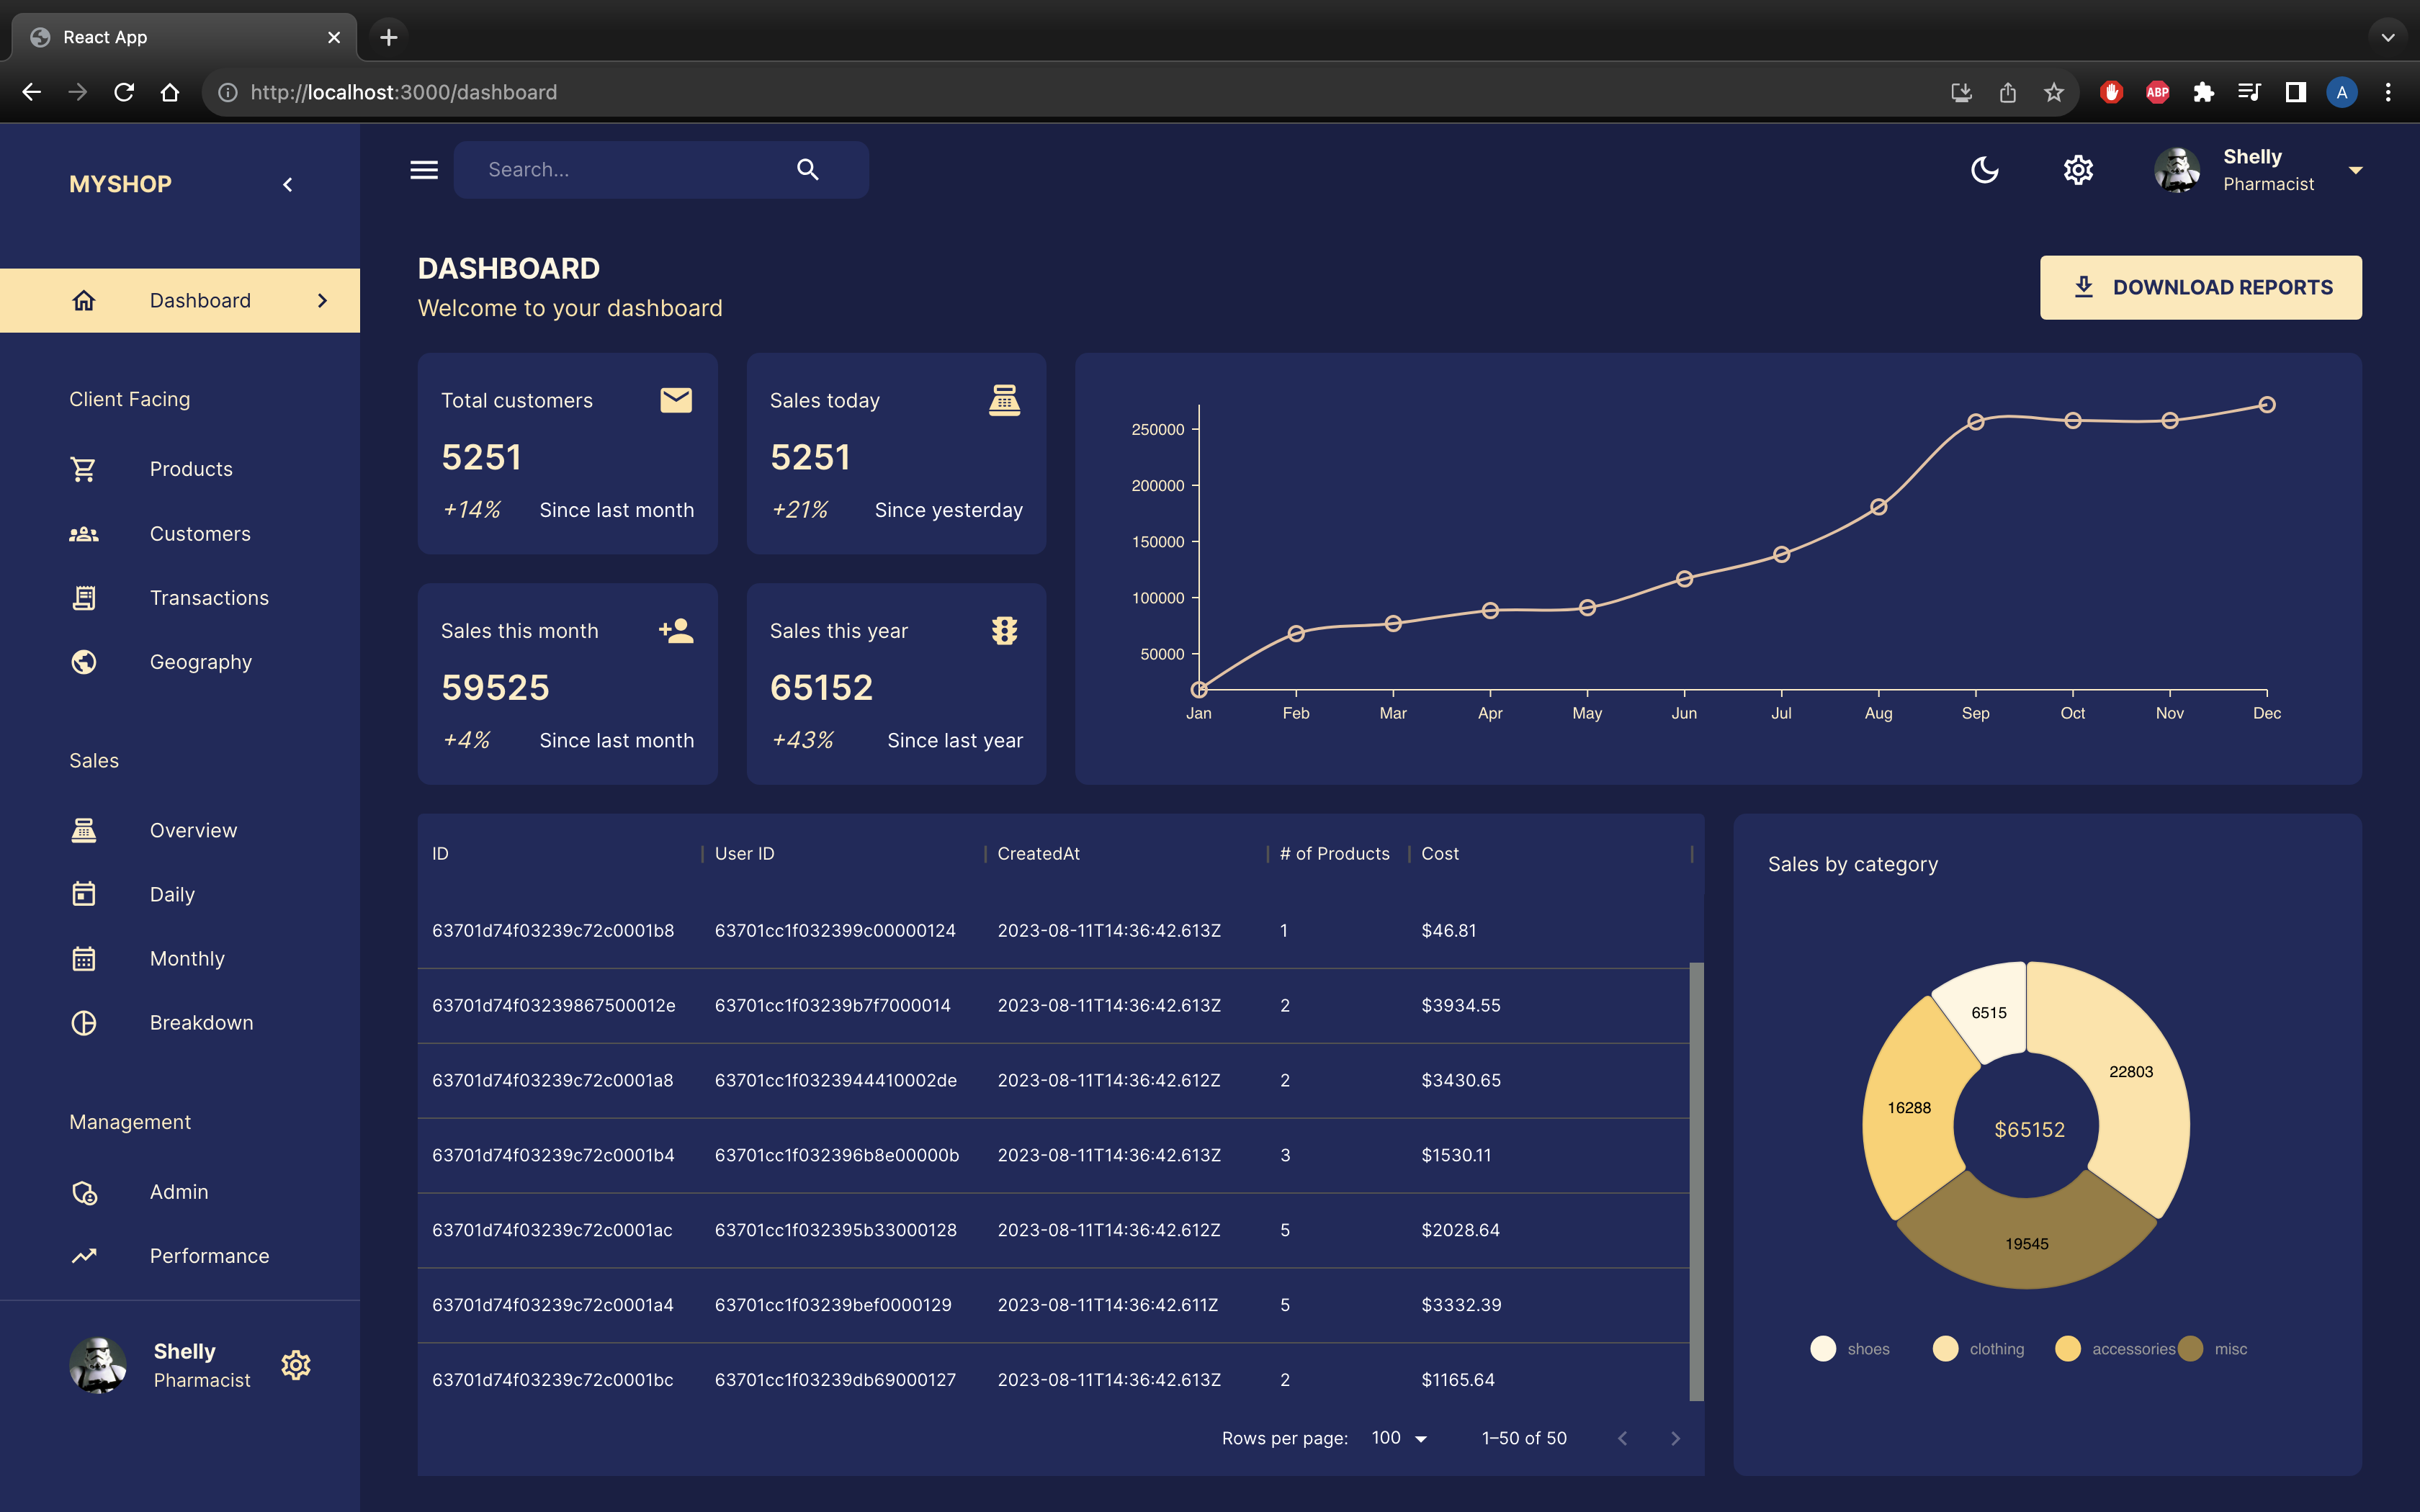 React App
http://localhost:3000/dashboard
ABP
A
MYSHOP
Dashboard
Client Facing
Products
Customers
Transactions
Geography
Sales
Overview
Daily
Monthly
Breakdown
Management
Admin
Performance
Shelly
Pharmacist
Search...
Shelly
Pharmacist
DASHBOARD
Welcome to your dashboard
DOWNLOAD REPORTS
Total customers
5251
+14% Since last month
Sales today
5251
+21% Since yesterday
Sales this month
59525
+4% Since last month
Sales this year
65152
+43% Since last year
250000
200000
150000
100000
50000
Jan Feb Mar Apr May Jun Jul Aug Sep Oct Nov Dec
ID User ID CreatedAt # of Products Cost
63701d74f03239c72c0001b8 63701cc1f032399c00000124 2023-08-11T14:36:42.613Z 1 $46.81
63701d74f03239867500012e 63701cc1f03239b7f7000014 2023-08-11T14:36:42.613Z 2 $3934.55
63701d74f03239c72c0001a8 63701cc1f0323944410002de 2023-08-11T14:36:42.612Z 2 $3430.65
63701d74f03239c72c0001b4 63701cc1f032396b8e00000b 2023-08-11T14:36:42.613Z 3 $1530.11
63701d74f03239c72c0001ac 63701cc1f032395b33000128 2023-08-11T14:36:42.612Z 5 $2028.64
63701d74f03239c72c0001a4 63701cc1f03239bef0000129 2023-08-11T14:36:42.611Z 5 $3332.39
63701d74f03239c72c0001bc 63701cc1f03239db69000127 2023-08-11T14:36:42.613Z 2 $1165.64
Rows per page: 100 1–50 of 50
Sales by category
6515
22803
16288
$65152
19545
shoes clothing accessories misc